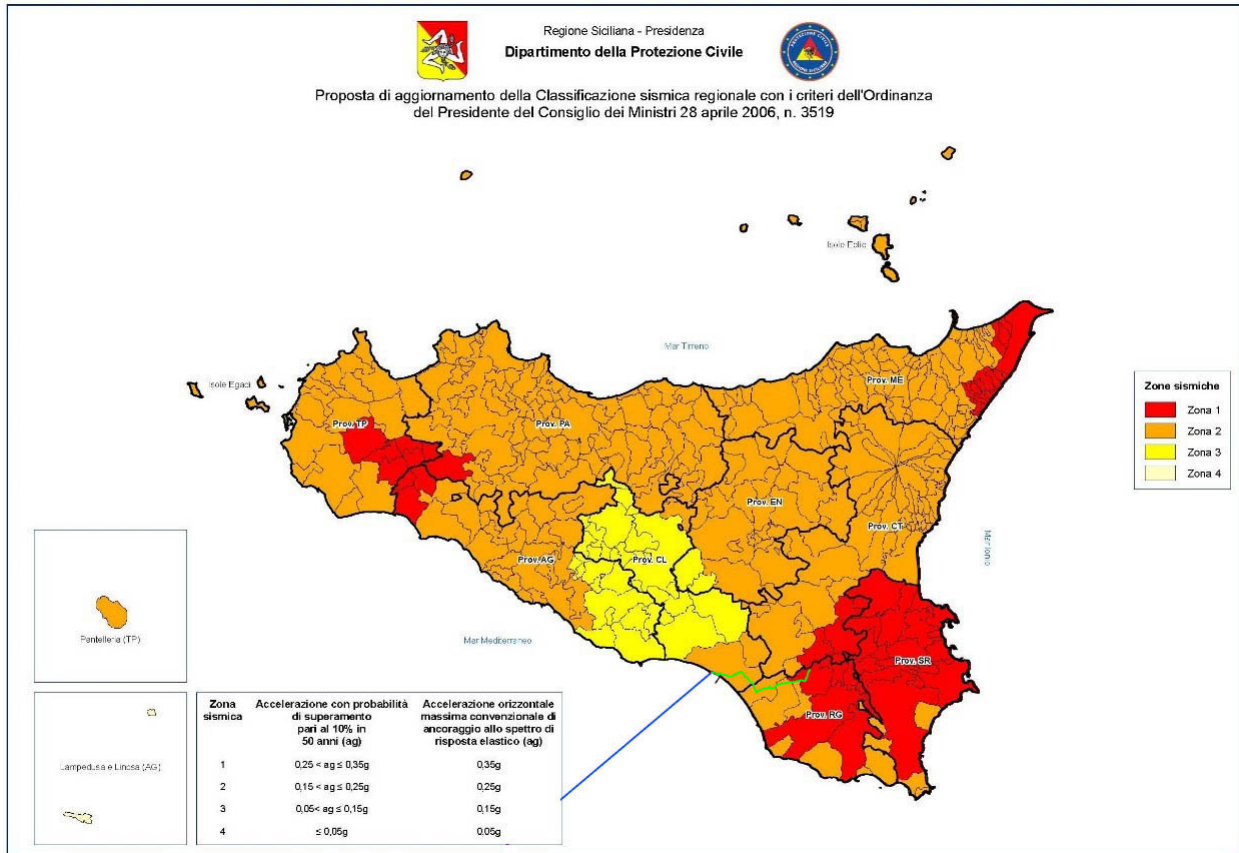 Regione Siciliana - Presidenza
Dipartimento della Protezione Civile
Proposta di aggiornamento della Classificazione sismica regionale con i criteri dell'Ordinanza
del Presidente del Consiglio dei Ministri 28 aprile 2006, n. 3519
Isole Eolie
Mar Tirreno
Isole Egadi
Prov. ME
Prov. TP
Prov. PA
Prov. EN
Prov. CT
Prov. AG
Prov. CL
Mar Ionio
Mar Mediterraneo
Prov. SR
Prov. RG
Zone sismiche
Zona 1
Zona 2
Zona 3
Zona 4
Pantelleria (TP)
Lampedusa e Linosa (AG)
Zona sismica
Accelerazione con probabilità
di superamento
pari al 10% in
50 anni (ag)
Accelerazione orizzontale
massima convenzionale di
ancoraggio allo spettro di
risposta elastico (ag)
1 0,25 < ag ≤ 0,35g 0,35g
2 0,15 < ag ≤ 0,25g 0,25g
3 0,05< ag ≤ 0,15g 0,15g
4 ≤ 0,05g 0,05g